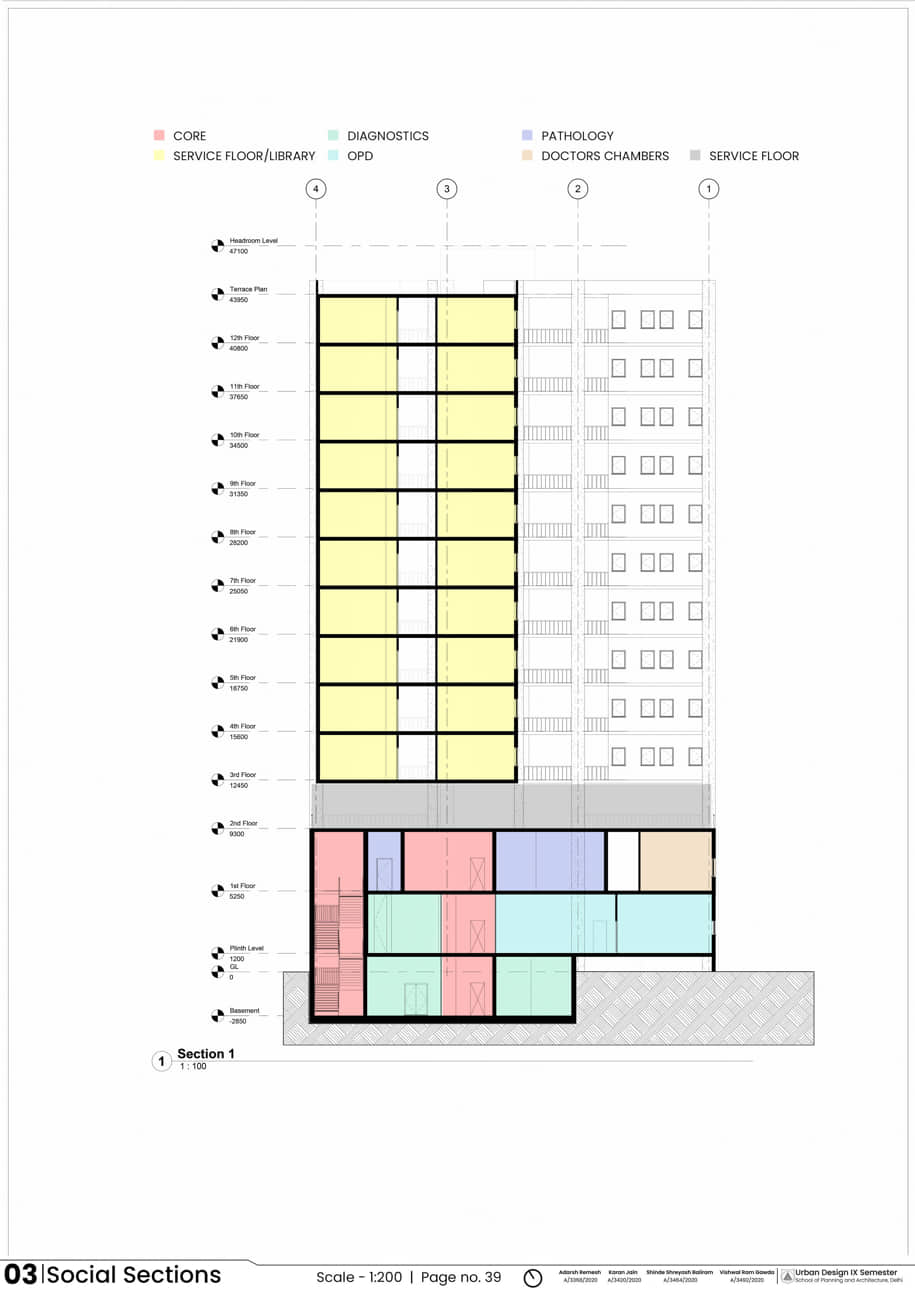 CORE DIAGNOSTICS PATHOLOGY
SERVICE FLOOR/LIBRARY OPD DOCTORS CHAMBERS SERVICE FLOOR
4 3 2 1
Headroom Level
47100
Terrace Plan
43950
12th Floor
40800
11th Floor
37650
10th Floor
34500
9th Floor
31350
8th Floor
28200
7th Floor
25050
6th Floor
21900
5th Floor
18750
4th Floor
15600
3rd Floor
12450
2nd Floor
9300
1st Floor
5250
Plinth Level
1200
GL
0
Basement
-2850
1 Section 1
1 : 100
03|Social Sections
Scale - 1:200 | Page no. 39
Adarsh Remesh Karan Jain Shinde Shreyash Baliram Vishwal Ram Gowda
A/3368/2020 A/3420/2020 A/3464/2020 A/3492/2020
Urban Design IX Semester
School of Planning and Architecture, Delhi